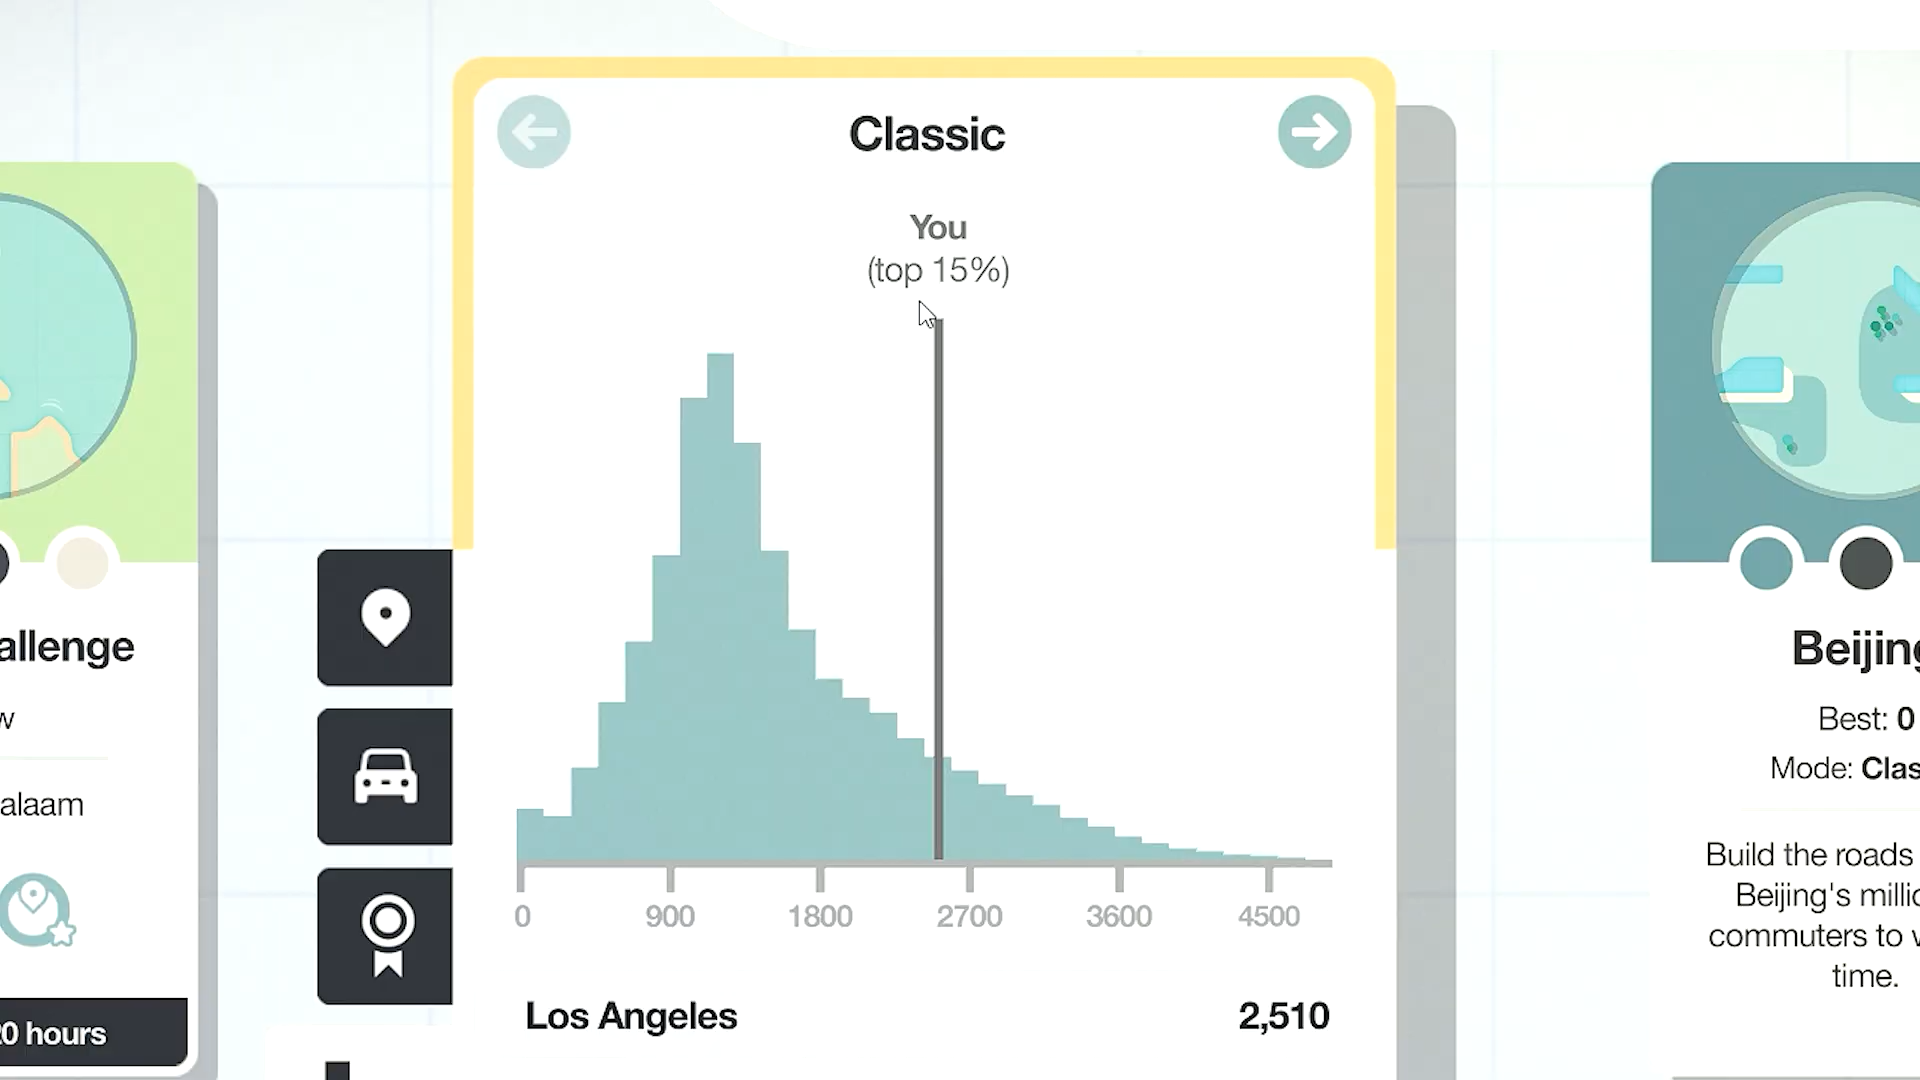 Classic
You
(top 15%)
0 900 1800 2700 3600 4500
Los Angeles 2,510
allenge
w
alaam
20 hours
Beijing
Best: 0
Mode: Clas
Build the roads
Beijing's millio
commuters to
time.